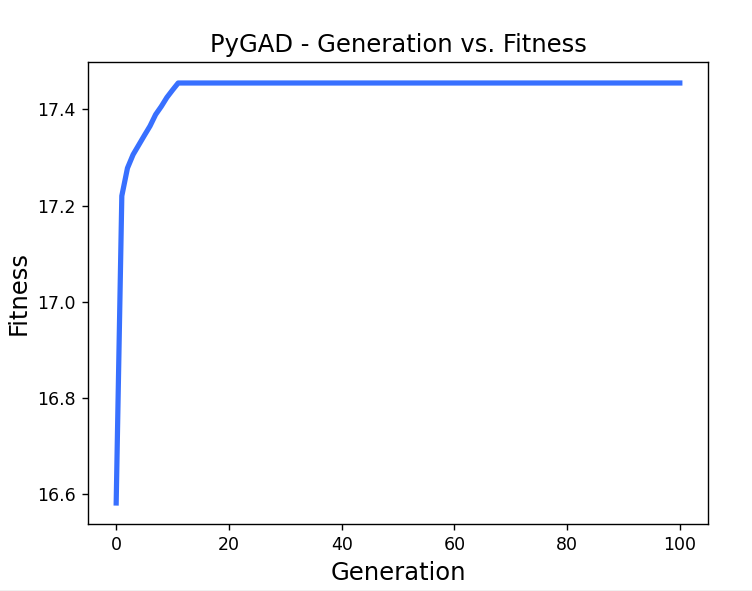 PyGAD - Generation vs. Fitness
17.4
17.2
17.0
16.8
16.6
Fitness
0 20 40 60 80 100
Generation